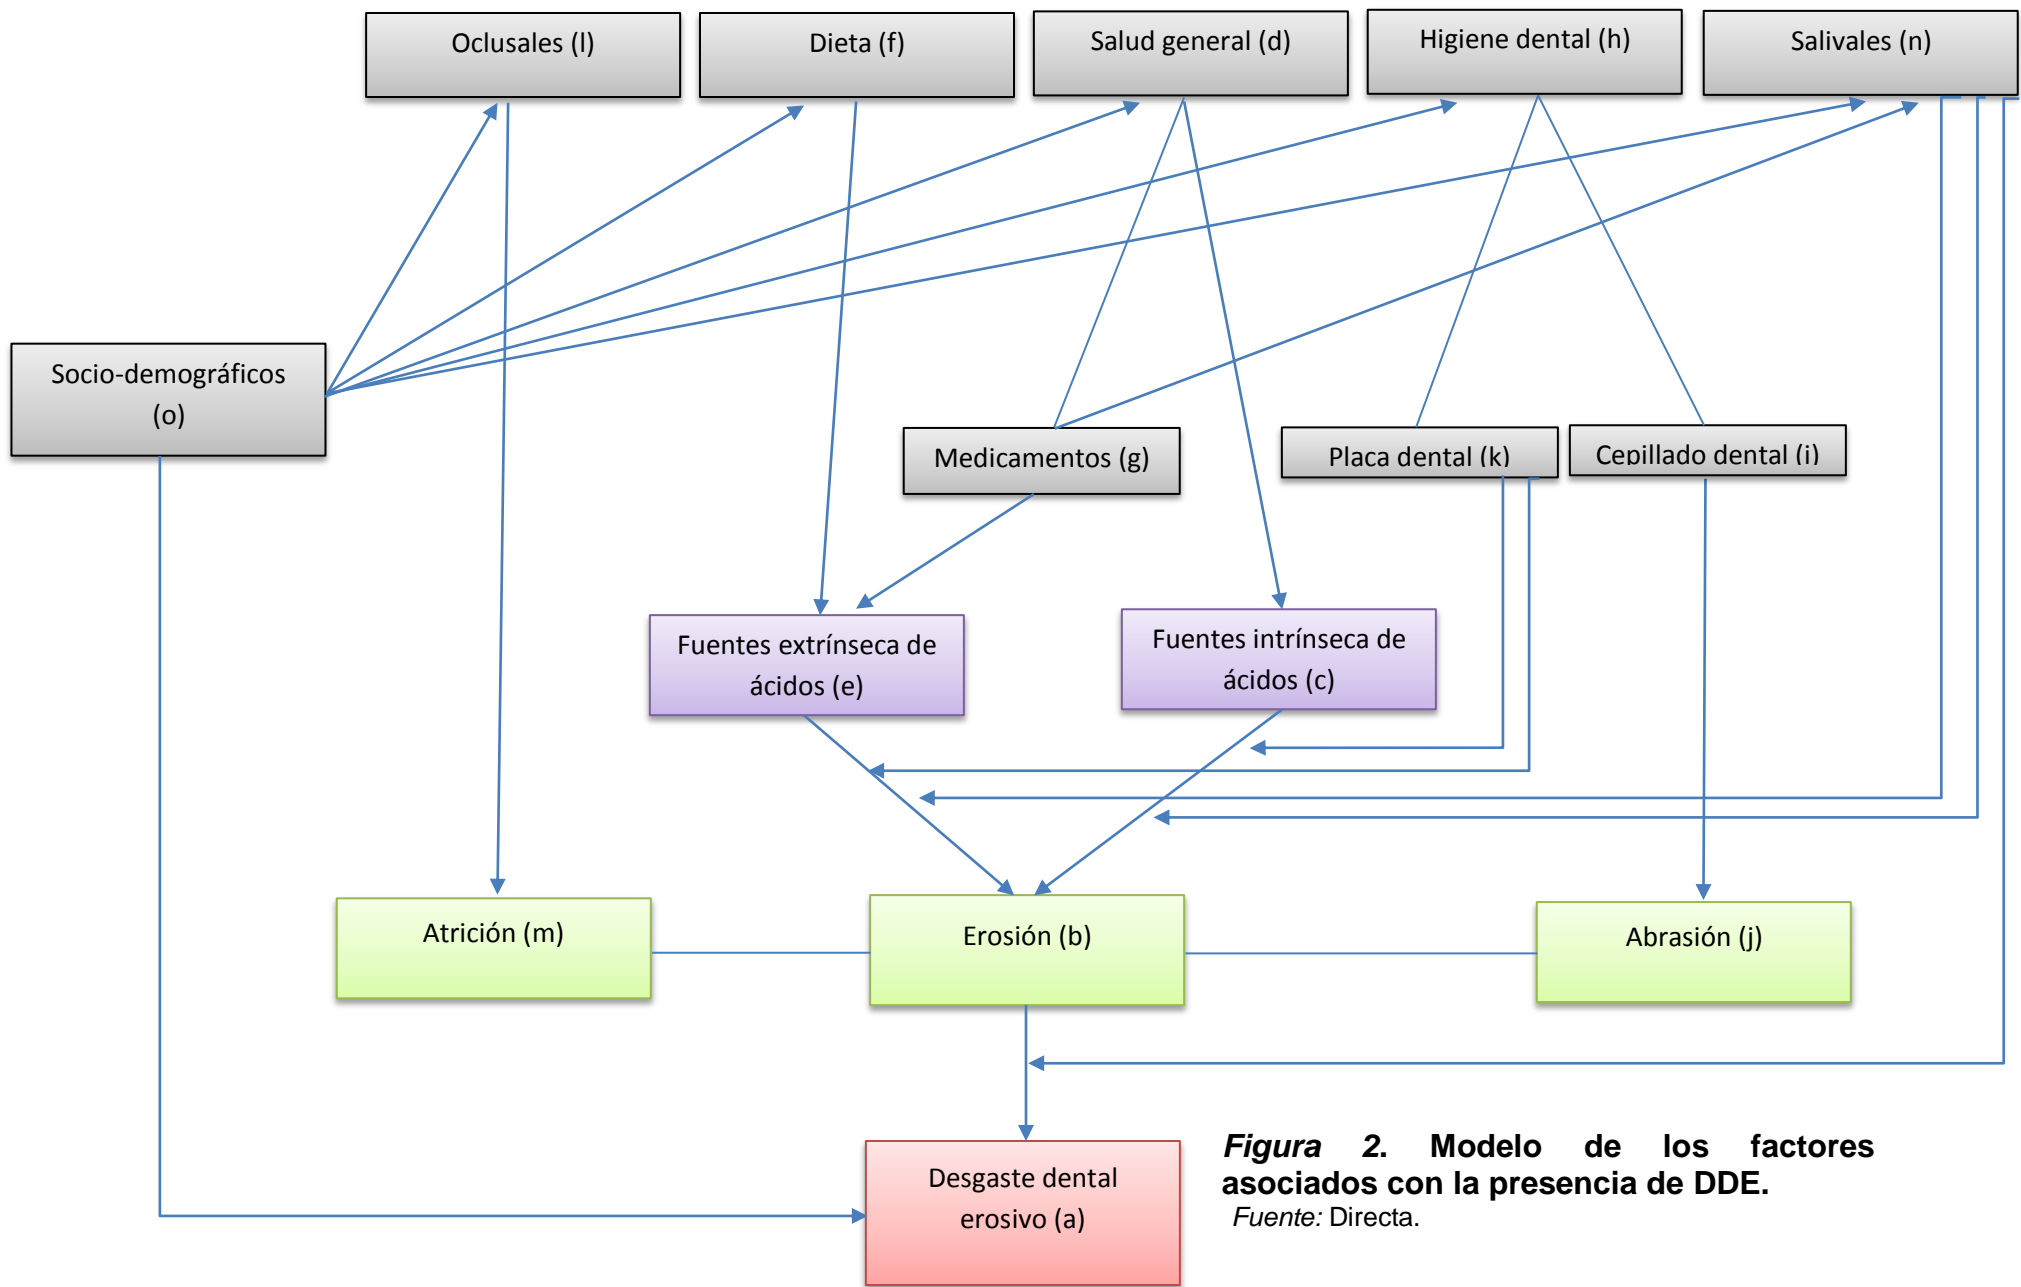 Oclusales (l)
Dieta (f)
Salud general (d)
Higiene dental (h)
Salivales (n)
Socio-demográficos
(o)
Medicamentos (g)
Placa dental (k)
Cepillado dental (i)
Fuentes extrínseca de
ácidos (e)
Fuentes intrínseca de
ácidos (c)
Atrición (m)
Erosión (b)
Abrasión (j)
Desgaste dental
erosivo (a)
Figura 2. Modelo de los factores
asociados con la presencia de DDE.
Fuente: Directa.